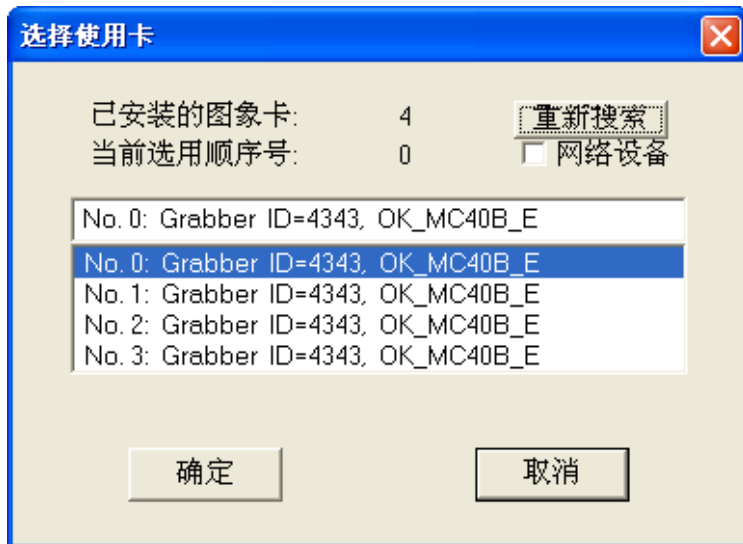 选择使用卡
已安装的图象卡: 4 重新搜索
当前选用顺序号: 0 网络设备
No. 0: Grabber ID=4343, OK_MC40B_E
No. 0: Grabber ID=4343, OK_MC40B_E
No. 1: Grabber ID=4343, OK_MC40B_E
No. 2: Grabber ID=4343, OK_MC40B_E
No. 3: Grabber ID=4343, OK_MC40B_E
确定 取消